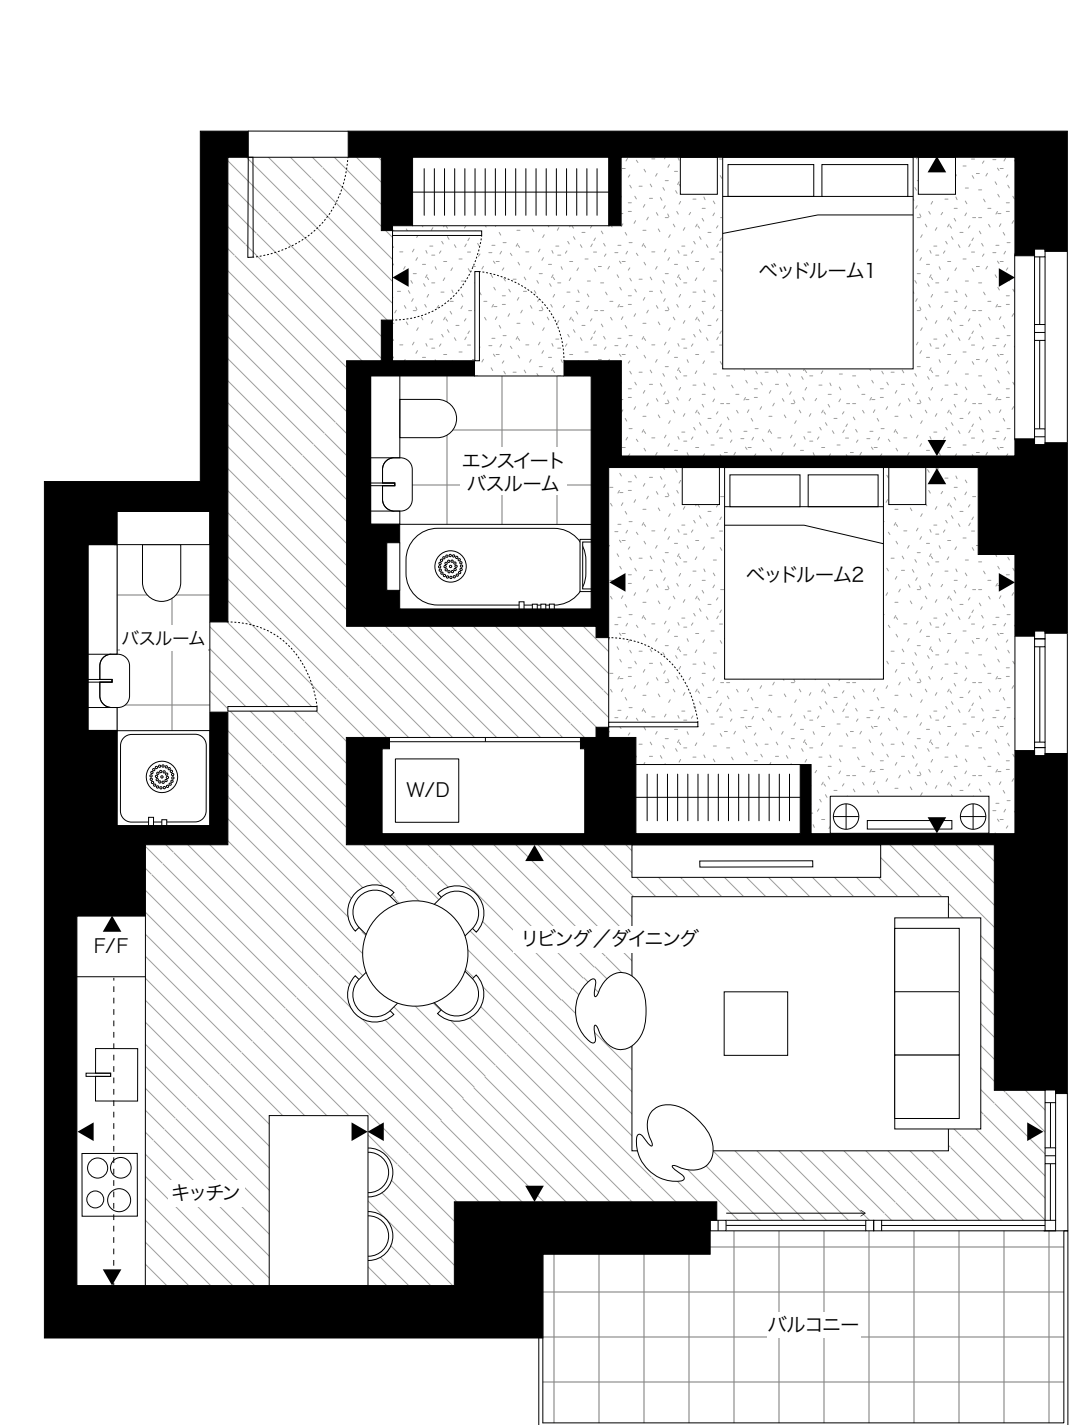 ベッドルーム1
エンスイート
バスルーム
ベッドルーム2
バスルーム
W/D
リビング／ダイニング
F/F
キッチン
バルコニー